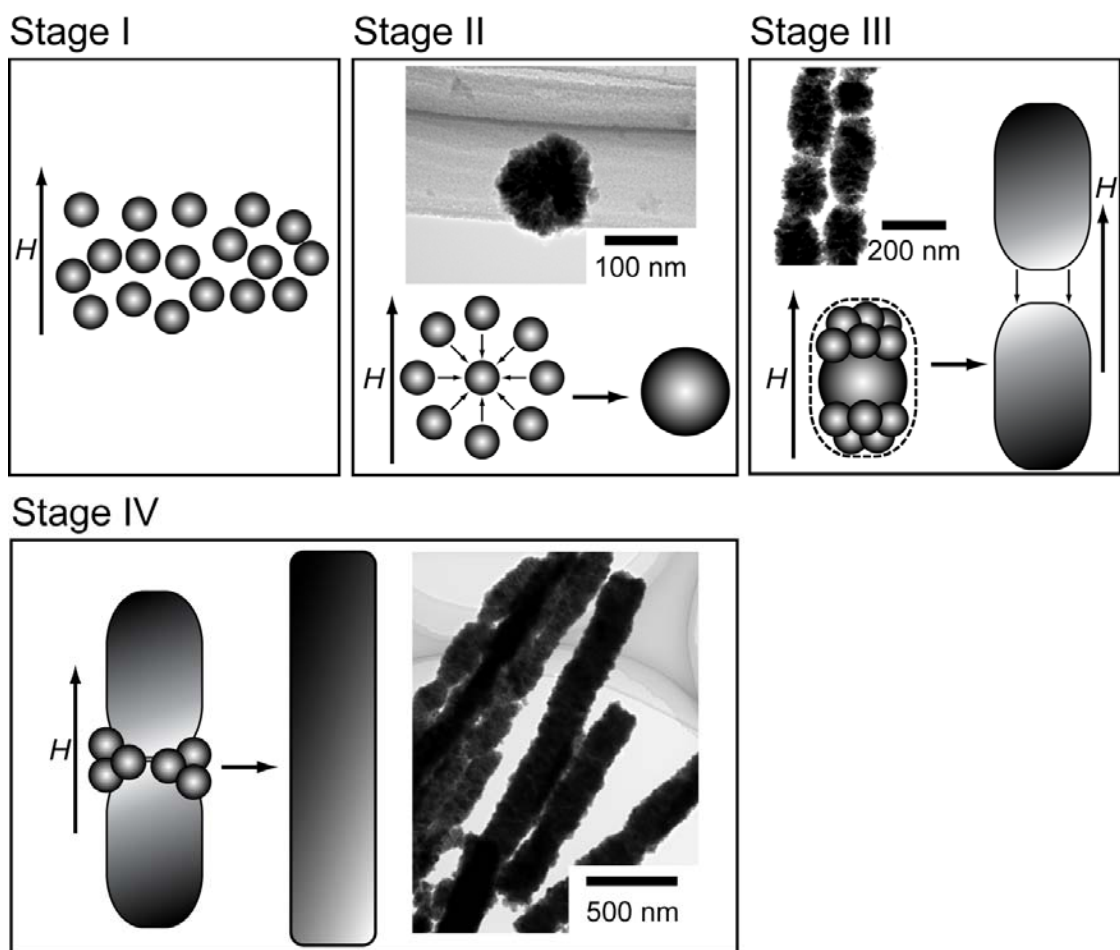 Stage I
H
Stage II
100 nm
H
Stage III
200 nm
H
H
Stage IV
H
500 nm